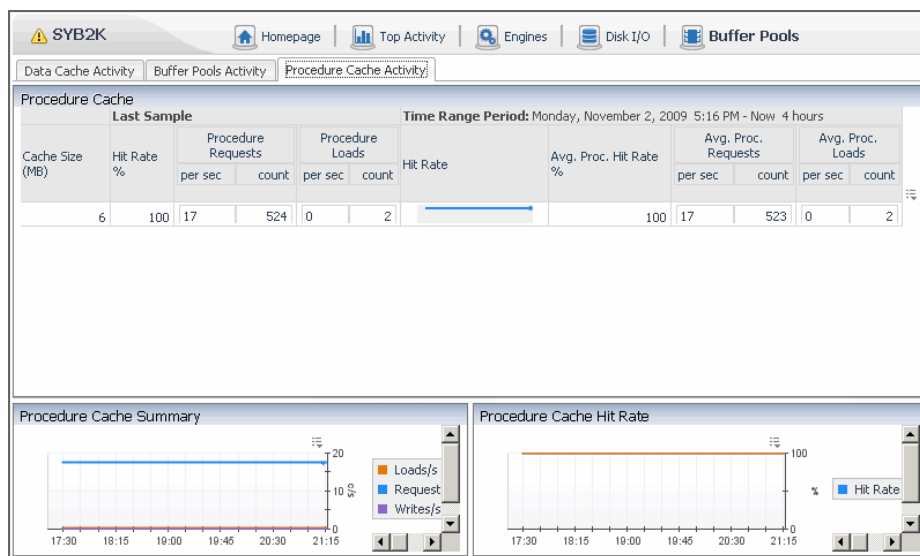 SYB2K Homepage Top Activity Engines Disk I/O Buffer Pools
Data Cache Activity Buffer Pools Activity Procedure Cache Activity
Procedure Cache
Last Sample Time Range Period: Monday, November 2, 2009 5:16 PM - Now 4 hours
Cache Size (MB) Hit Rate % Procedure Requests Procedure Loads Hit Rate Avg. Proc. Hit Rate % Avg. Proc. Requests Avg. Proc. Loads
per sec count per sec count per sec count per sec count
6 100 17 524 0 2 100 17 523 0 2
Procedure Cache Summary
20
10
0
s/o
17:30 18:15 19:00 19:45 20:30 21:15
Loads/s
Request
Writes/s
Procedure Cache Hit Rate
100
0
%
17:30 18:15 19:00 19:45 20:30 21:15
Hit Rate